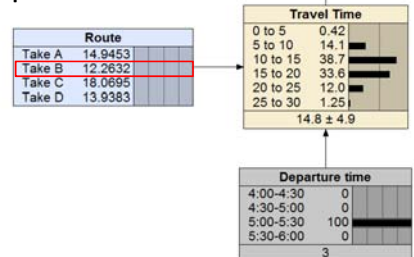 Travel Time
0 to 5 0.42
5 to 10 14.1
10 to 15 38.7
15 to 20 33.6
20 to 25 12.0
25 to 30 1.25
14.8 ± 4.9
Route
Take A 14.9453
Take B 12.2632
Take C 18.0695
Take D 13.9383
Departure time
4:00-4:30 0
4:30-5:00 0
5:00-5:30 100
5:30-6:00 0
3